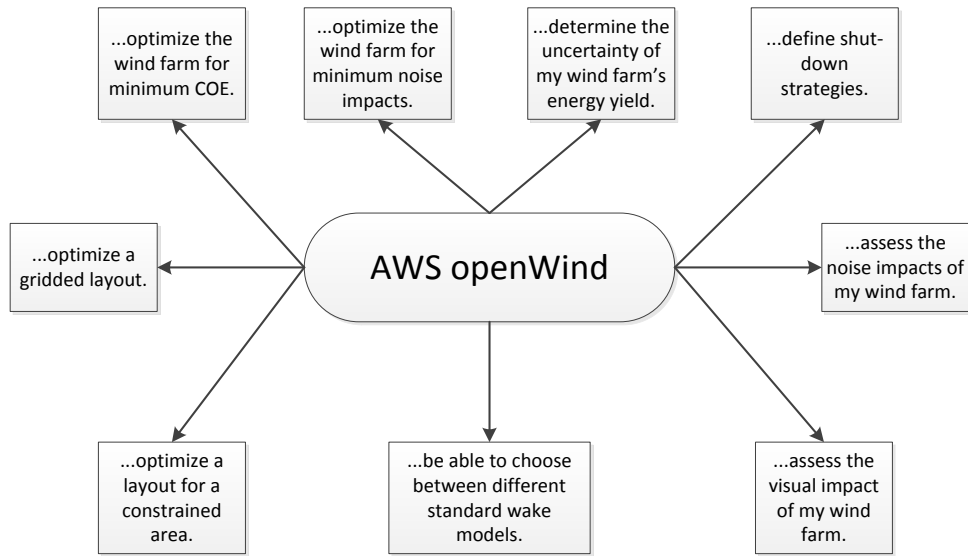 ...optimize the
wind farm for
minimum COE.
...optimize the
wind farm for
minimum noise
impacts.
...determine the
uncertainty of
my wind farm's
energy yield.
...define shut-
down
strategies.
...optimize a
gridded layout.
AWS openWind
...assess the
noise impacts of
my wind farm.
...optimize a
layout for a
constrained
area.
...be able to choose
between different
standard wake
models.
...assess the
visual impact
of my wind
farm.